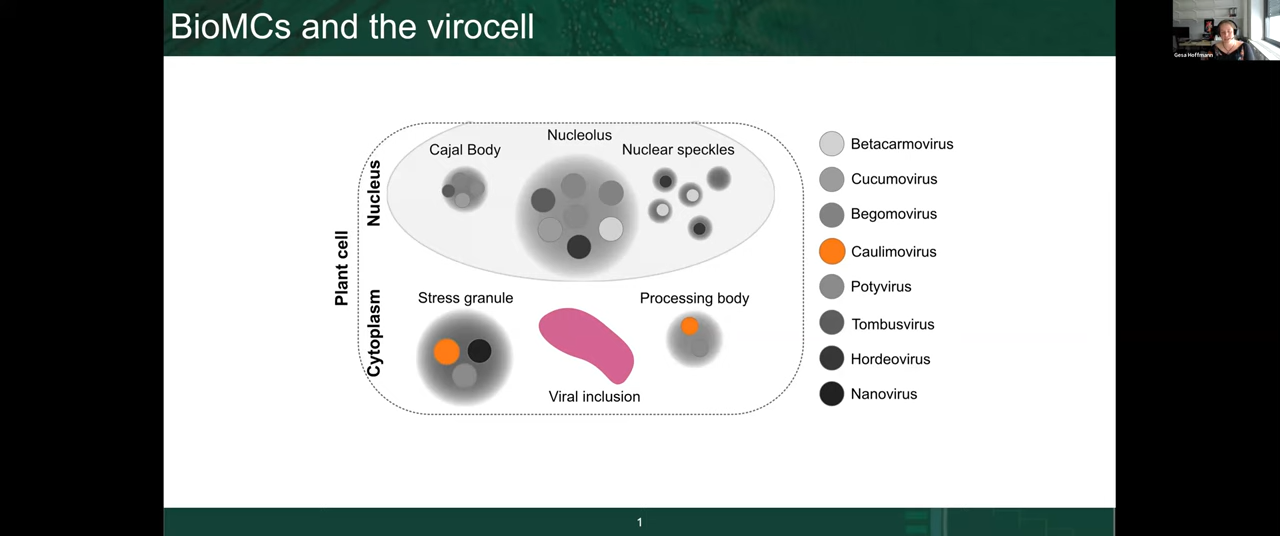 BioMCs and the virocell
Gesa Hoffmann
Nucleolus
Cajal Body
Nuclear speckles
Nucleus
Plant cell
Cytoplasm
Stress granule
Processing body
Viral inclusion
Betacarmovirus
Cucumovirus
Begomovirus
Caulimovirus
Potyvirus
Tombusvirus
Hordeovirus
Nanovirus
1